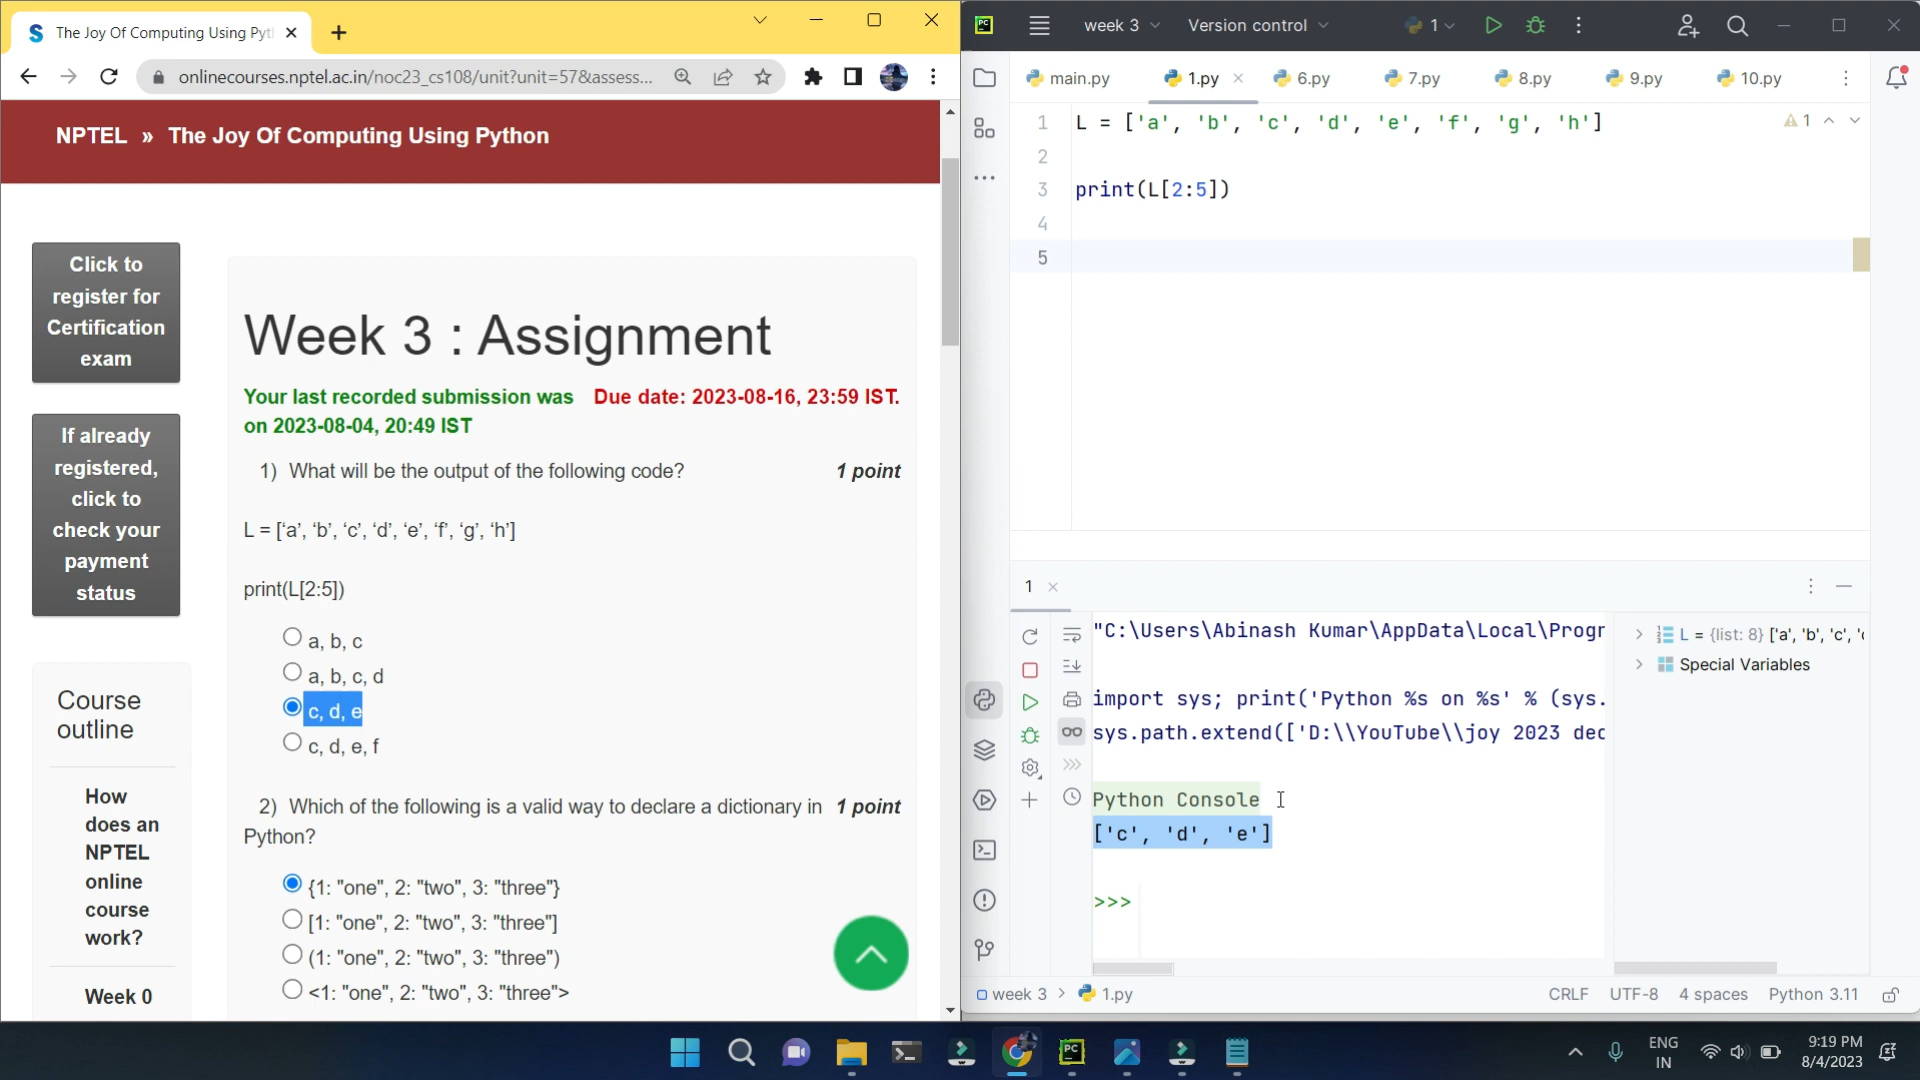 The Joy Of Computing Using Pyt
onlinecourses.nptel.ac.in/noc23_cs108/unit?unit=57&assess...
NPTEL » The Joy Of Computing Using Python
Click to
register for
Certification
exam
If already
registered,
click to
check your
payment
status
Course
outline
How
does an
NPTEL
online
course
work?
Week 0
Week 3 : Assignment
Your last recorded submission was
on 2023-08-04, 20:49 IST
Due date: 2023-08-16, 23:59 IST.
1) What will be the output of the following code? 1 point
L = [‘a’, ‘b’, ‘c’, ‘d’, ‘e’, ‘f’, ‘g’, ‘h’]
print(L[2:5])
a, b, c
a, b, c, d
c, d, e
c, d, e, f
2) Which of the following is a valid way to declare a dictionary in 1 point
Python?
{1: "one", 2: "two", 3: "three"}
[1: "one", 2: "two", 3: "three"]
(1: "one", 2: "two", 3: "three")
<1: "one", 2: "two", 3: "three">
PC week 3 Version control 1
main.py 1.py 6.py 7.py 8.py 9.py 10.py
1 L = ['a', 'b', 'c', 'd', 'e', 'f', 'g', 'h'] 1
2
3 print(L[2:5])
4
5
1
"C:\Users\Abinash Kumar\AppData\Local\Progr
import sys; print('Python %s on %s' % (sys.
sys.path.extend(['D:\\YouTube\\joy 2023 dec
Python Console
['c', 'd', 'e']
>>>
L = {list: 8} ['a', 'b', 'c', 'd
Special Variables
week 3 > 1.py CRLF UTF-8 4 spaces Python 3.11
PC
ENG
IN
9:19 PM
8/4/2023